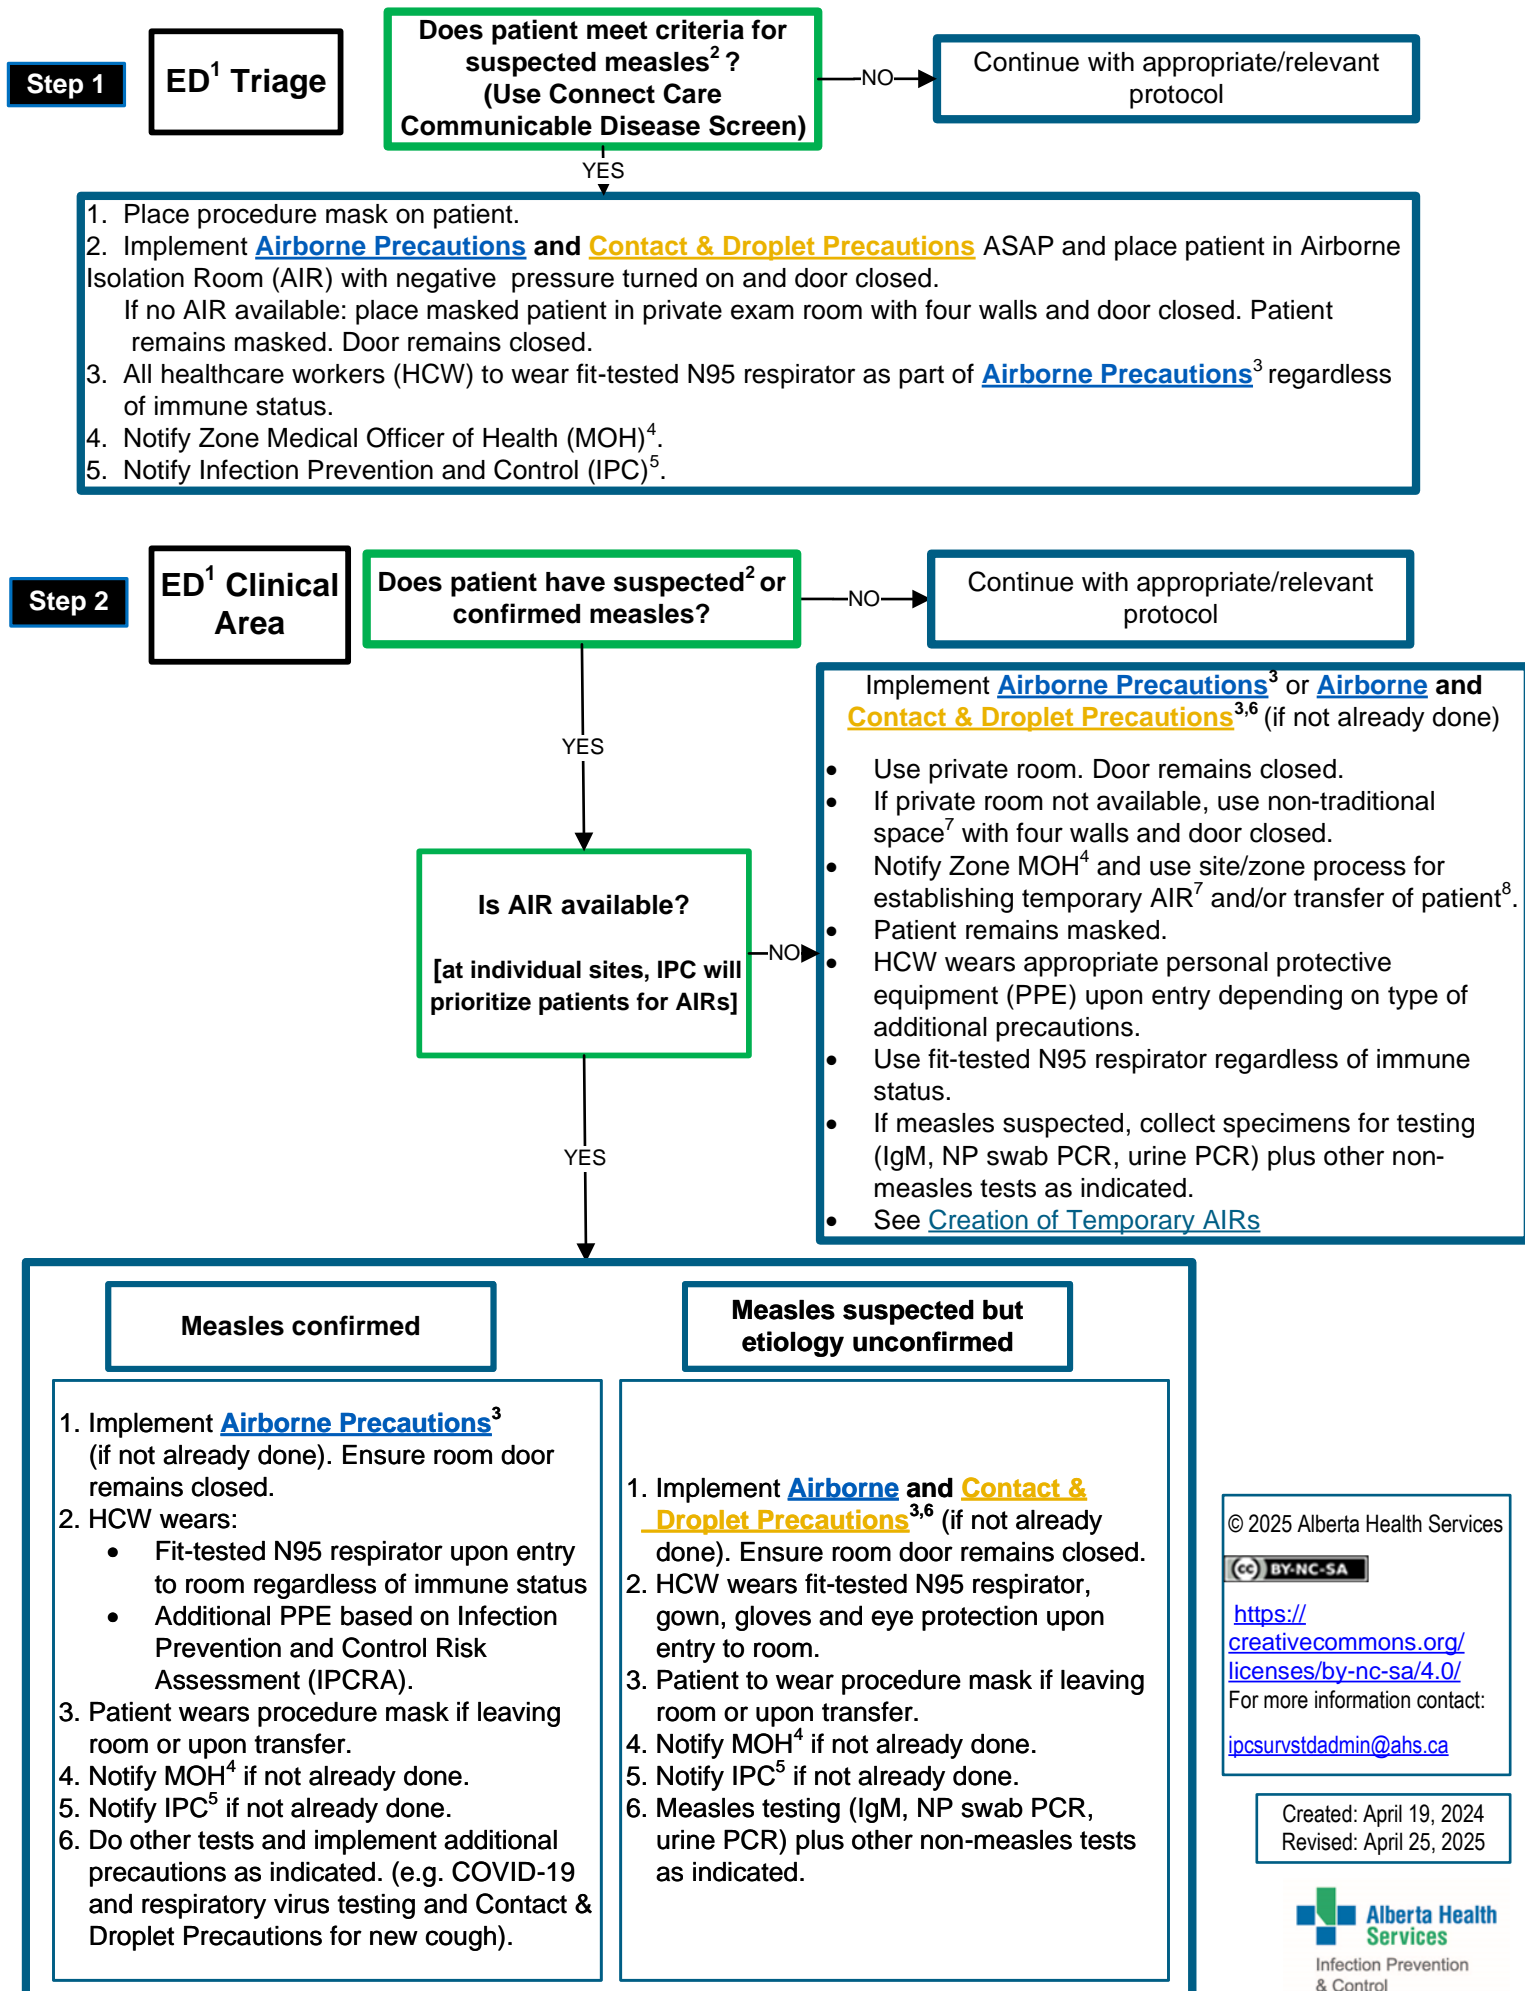 Step 1
ED¹ Triage
Does patient meet criteria for
suspected measles² ?
(Use Connect Care
Communicable Disease Screen)
NO
Continue with appropriate/relevant
protocol
YES
1. Place procedure mask on patient.
2. Implement Airborne Precautions and Contact & Droplet Precautions ASAP and place patient in Airborne
Isolation Room (AIR) with negative pressure turned on and door closed.
If no AIR available: place masked patient in private exam room with four walls and door closed. Patient
remains masked. Door remains closed.
3. All healthcare workers (HCW) to wear fit-tested N95 respirator as part of Airborne Precautions³ regardless
of immune status.
4. Notify Zone Medical Officer of Health (MOH)⁴.
5. Notify Infection Prevention and Control (IPC)⁵.
Step 2
ED¹ Clinical
Area
Does patient have suspected² or
confirmed measles?
NO
Continue with appropriate/relevant
protocol
YES
Is AIR available?
[at individual sites, IPC will
prioritize patients for AIRs]
NO
Implement Airborne Precautions³ or Airborne and
Contact & Droplet Precautions³,⁶ (if not already done)
• Use private room. Door remains closed.
• If private room not available, use non-traditional
space⁷ with four walls and door closed.
• Notify Zone MOH⁴ and use site/zone process for
establishing temporary AIR⁷ and/or transfer of patient⁸.
• Patient remains masked.
• HCW wears appropriate personal protective
equipment (PPE) upon entry depending on type of
additional precautions.
• Use fit-tested N95 respirator regardless of immune
status.
• If measles suspected, collect specimens for testing
(IgM, NP swab PCR, urine PCR) plus other non-
measles tests as indicated.
• See Creation of Temporary AIRs
YES
Measles confirmed
1. Implement Airborne Precautions³
(if not already done). Ensure room door
remains closed.
2. HCW wears:
• Fit-tested N95 respirator upon entry
to room regardless of immune status
• Additional PPE based on Infection
Prevention and Control Risk
Assessment (IPCRA).
3. Patient wears procedure mask if leaving
room or upon transfer.
4. Notify MOH⁴ if not already done.
5. Notify IPC⁵ if not already done.
6. Do other tests and implement additional
precautions as indicated. (e.g. COVID-19
and respiratory virus testing and Contact &
Droplet Precautions for new cough).
Measles suspected but
etiology unconfirmed
1. Implement Airborne and Contact &
Droplet Precautions³,⁶ (if not already
done). Ensure room door remains closed.
2. HCW wears fit-tested N95 respirator,
gown, gloves and eye protection upon
entry to room.
3. Patient to wear procedure mask if leaving
room or upon transfer.
4. Notify MOH⁴ if not already done.
5. Notify IPC⁵ if not already done.
6. Measles testing (IgM, NP swab PCR,
urine PCR) plus other non-measles tests
as indicated.
© 2025 Alberta Health Services
cc BY-NC-SA
https://
creativecommons.org/
licenses/by-nc-sa/4.0/
For more information contact:
ipcsurvstdadmin@ahs.ca
Created: April 19, 2024
Revised: April 25, 2025
Alberta Health
Services
Infection Prevention
& Control